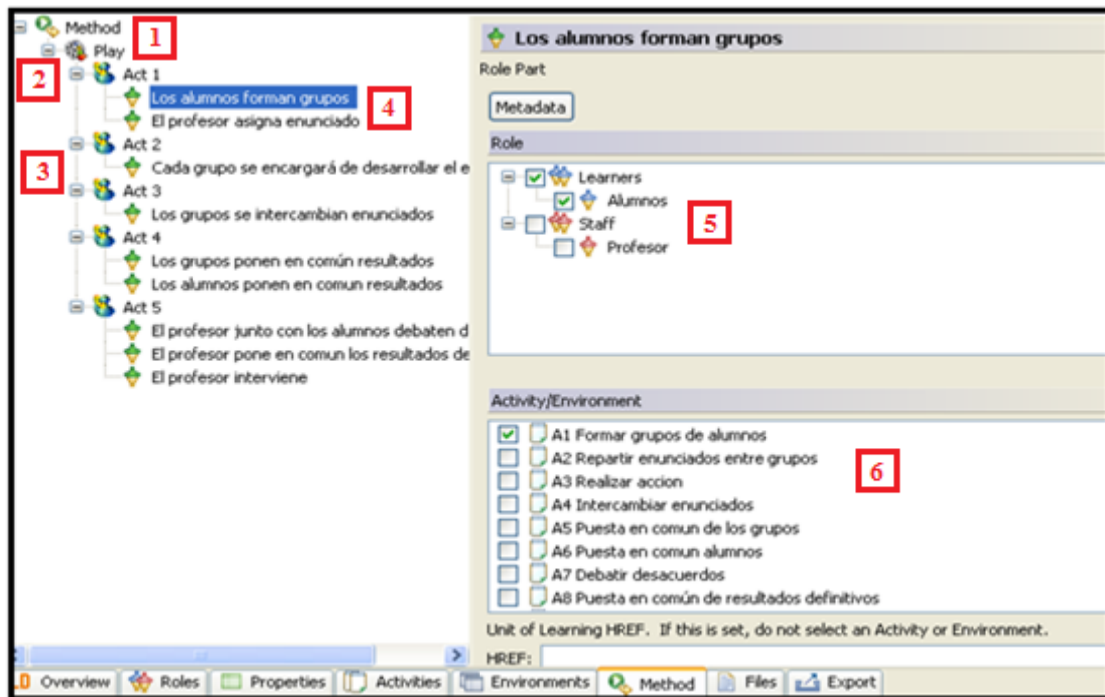 Method
1
Play
2
Act 1
Los alumnos forman grupos
4
El profesor asigna enunciado
Act 2
3
Cada grupo se encargará de desarrollar el e
Act 3
Los grupos se intercambian enunciados
Act 4
Los grupos ponen en común resultados
Los alumnos ponen en comun resultados
Act 5
El profesor junto con los alumnos debaten d
El profesor pone en comun los resultados de
El profesor interviene
Los alumnos forman grupos
Role Part
Metadata
Role
Learners
Alumnos
5
Staff
Profesor
Activity/Environment
A1 Formar grupos de alumnos
A2 Repartir enunciados entre grupos
6
A3 Realizar accion
A4 Intercambiar enunciados
A5 Puesta en comun de los grupos
A6 Puesta en comun alumnos
A7 Debatir desacuerdos
A8 Puesta en común de resultados definitivos
Unit of Learning HREF. If this is set, do not select an Activity or Environment.
HREF:
Overview Roles Properties Activities Environments Method Files Export